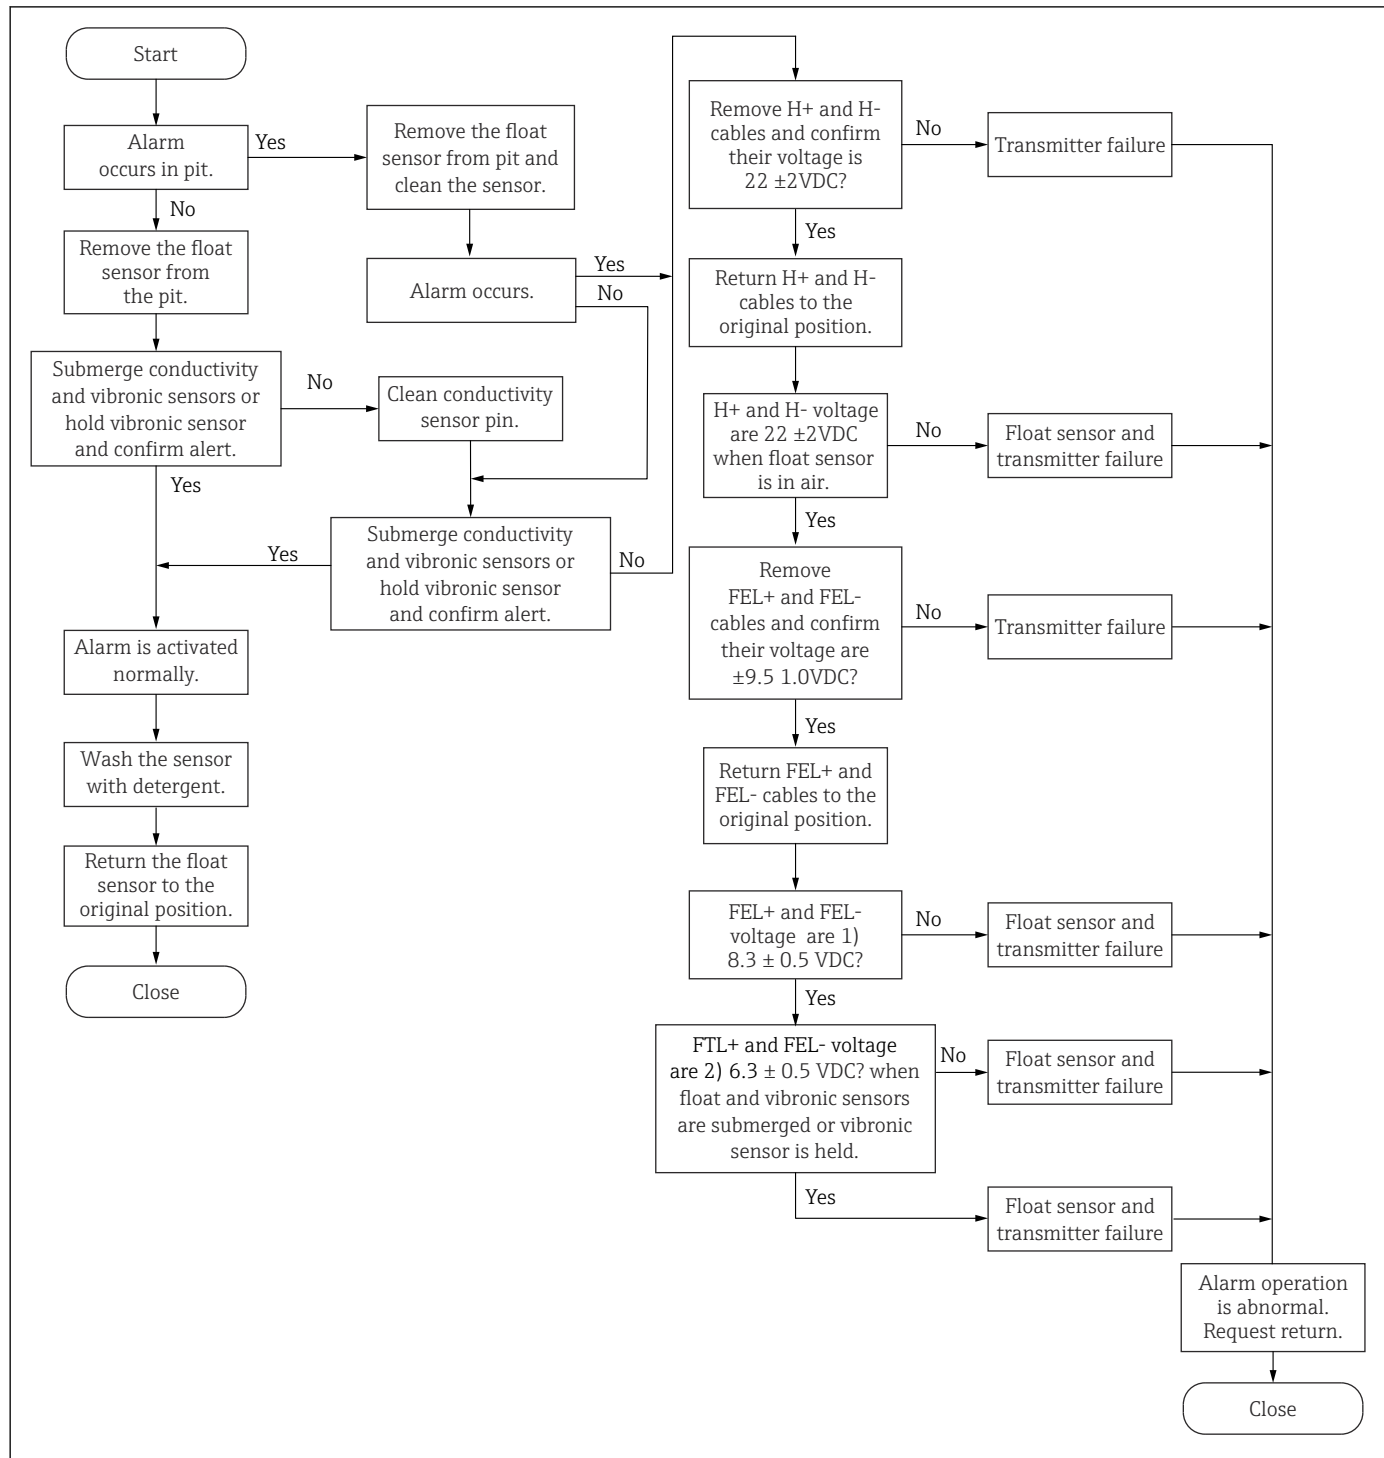 Start
Alarm
occurs in pit.
Yes
No
Remove the float
sensor from pit and
clean the sensor.
Remove the float
sensor from
the pit.
Alarm occurs.
Yes
No
Submerge conductivity
and vibronic sensors or
hold vibronic sensor
and confirm alert.
No
Yes
Clean conductivity
sensor pin.
Submerge conductivity
and vibronic sensors or
hold vibronic sensor
and confirm alert.
Yes
No
Alarm is activated
normally.
Wash the sensor
with detergent.
Return the float
sensor to the
original position.
Close
Remove H+ and H-
cables and confirm
their voltage is
22 ±2VDC?
No
Transmitter failure
Yes
Return H+ and H-
cables to the
original position.
H+ and H- voltage
are 22 ±2VDC
when float sensor
is in air.
No
Float sensor and
transmitter failure
Yes
Remove
FEL+ and FEL-
cables and confirm
their voltage are
±9.5 1.0VDC?
No
Transmitter failure
Yes
Return FEL+ and
FEL- cables to the
original position.
FEL+ and FEL-
voltage are 1)
8.3 ± 0.5 VDC?
No
Float sensor and
transmitter failure
Yes
FTL+ and FEL- voltage
are 2) 6.3 ± 0.5 VDC? when
float and vibronic sensors
are submerged or vibronic
sensor is held.
No
Float sensor and
transmitter failure
Yes
Float sensor and
transmitter failure
Alarm operation
is abnormal.
Request return.
Close